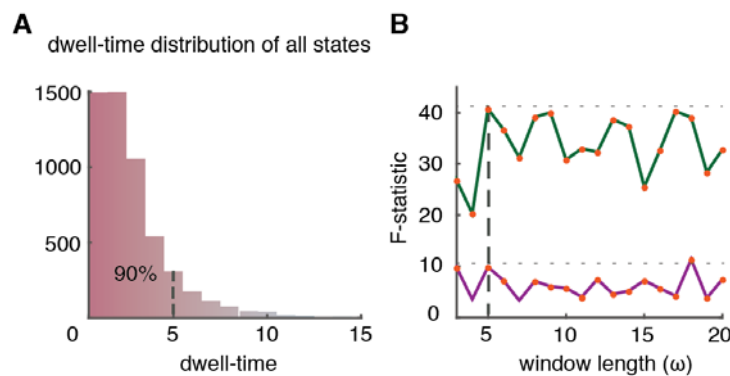 A
dwell-time distribution of all states
1500
1000
500
0
90%
5
10
15
dwell-time
B
F-statistic
40
30
20
10
0
5
10
15
20
window length (ω)